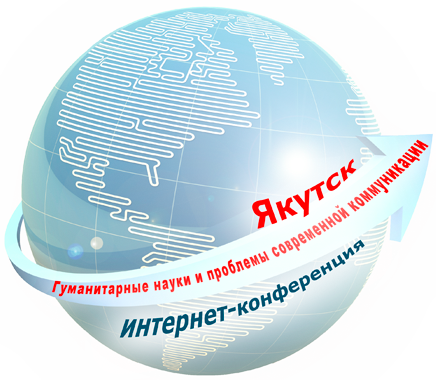 Якутск
Гуманитарные науки и проблемы современной коммуникации
интернет-конференция